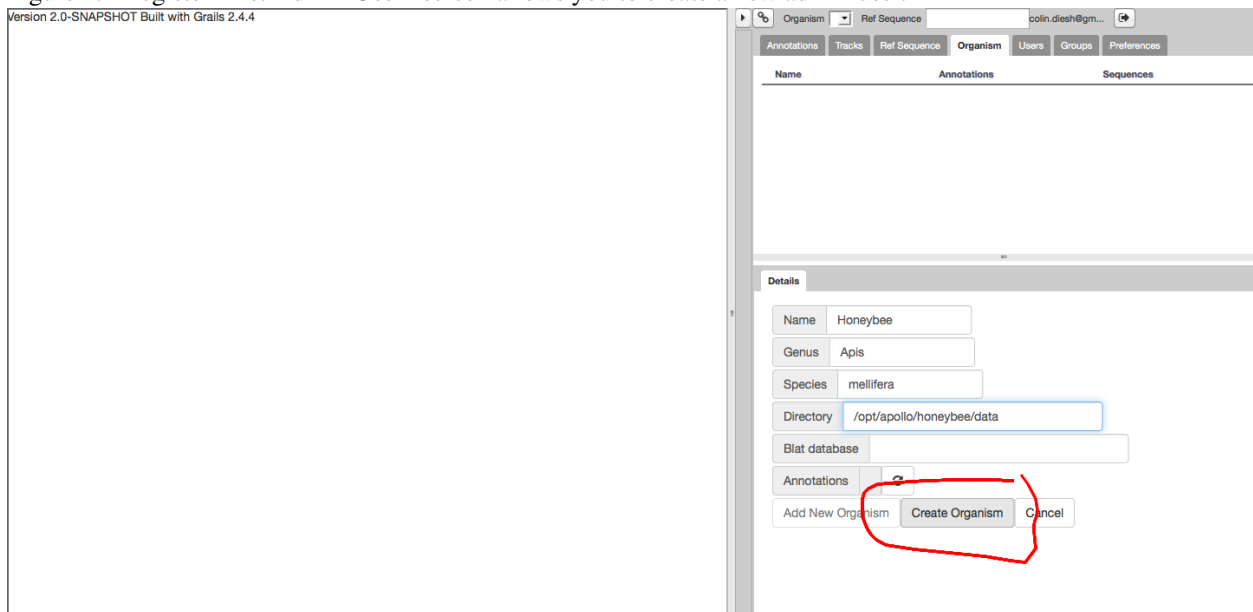 Version 2.0-SNAPSHOT Built with Grails 2.4.4
Organism Ref Sequence colin.diesh@gm...
Annotations Tracks Ref Sequence Organism Users Groups Preferences
Name Annotations Sequences
Details
Name Honeybee
Genus Apis
Species mellifera
Directory /opt/apollo/honeybee/data
Blat database
Annotations
Add New Organism Create Organism Cancel